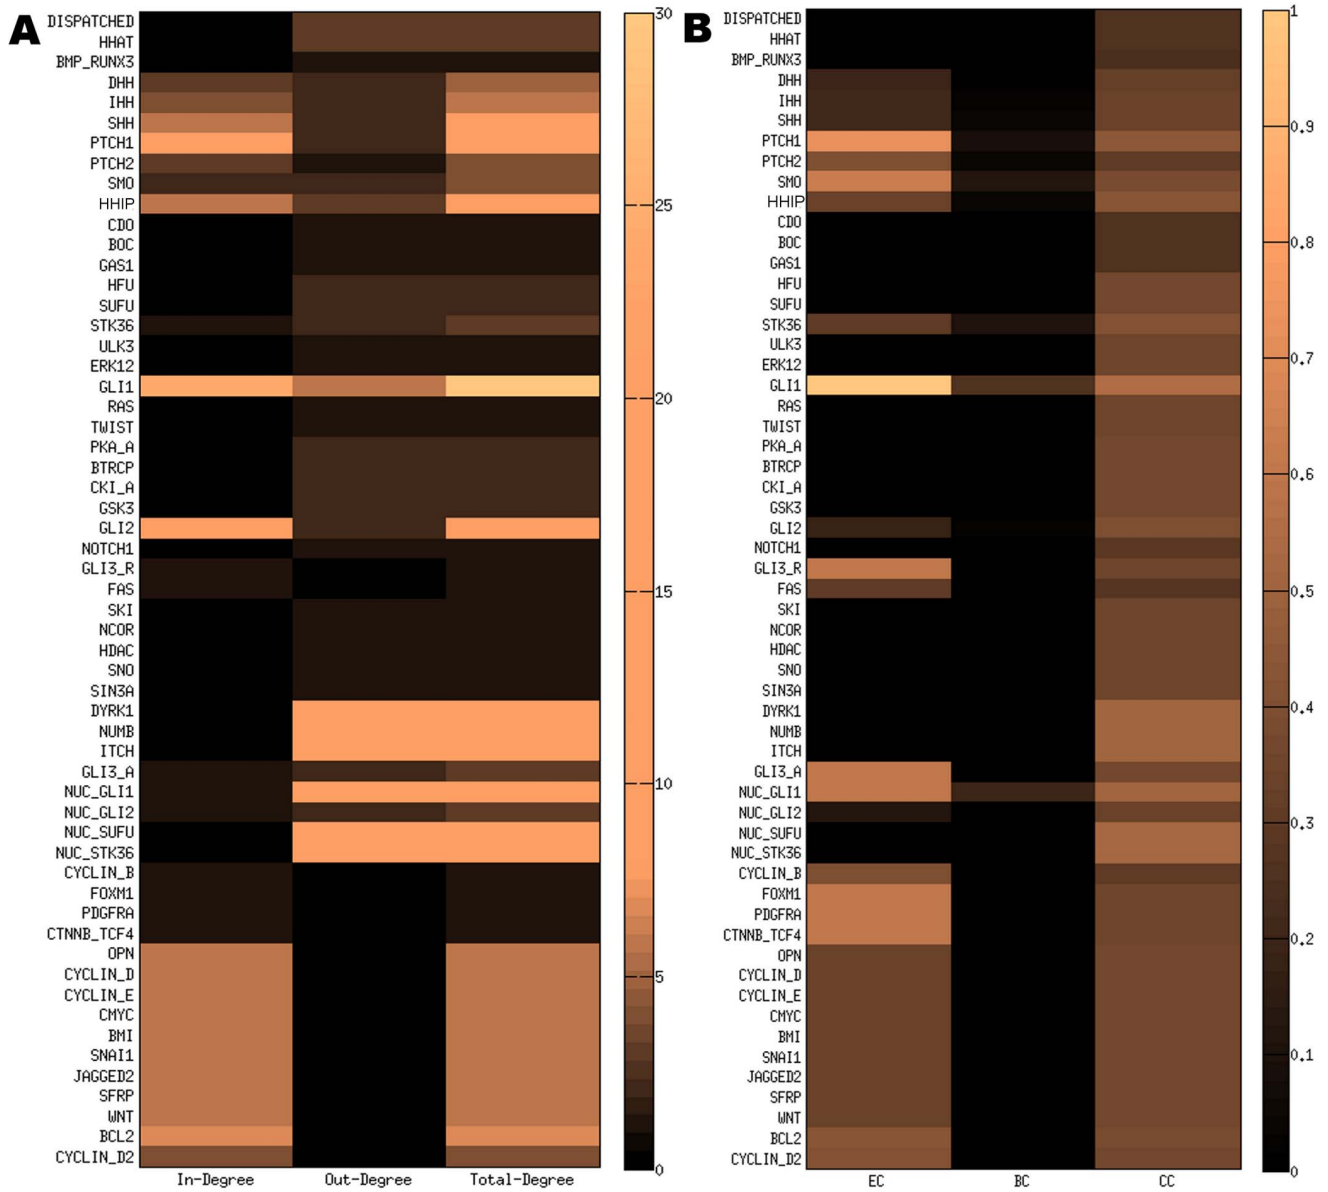 A
DISPATCHED
HHAT
BMP_RUNX3
DHH
IHH
SHH
PTCH1
PTCH2
SMO
HHIP
CDO
BOC
GAS1
HFU
SUFU
STK36
ULK3
ERK12
GLI1
RAS
TWIST
PKA_A
BTRCP
CKI_A
GSK3
GLI2
NOTCH1
GLI3_R
FAS
SKI
NCOR
HDAC
SNO
SIN3A
DYRK1
NUMB
ITCH
GLI3_A
NUC_GLI1
NUC_GLI2
NUC_SUFU
NUC_STK36
CYCLIN_B
FOXM1
PDGFRA
CTNNB_TCF4
OPN
CYCLIN_D
CYCLIN_E
CMYC
BMI
SNAI1
JAGGED2
SFRP
WNT
BCL2
CYCLIN_D2
In-Degree Out-Degree Total-Degree
30
25
20
15
10
5
0
B
DISPATCHED
HHAT
BMP_RUNX3
DHH
IHH
SHH
PTCH1
PTCH2
SMO
HHIP
CDO
BOC
GAS1
HFU
SUFU
STK36
ULK3
ERK12
GLI1
RAS
TWIST
PKA_A
BTRCP
CKI_A
GSK3
GLI2
NOTCH1
GLI3_R
FAS
SKI
NCOR
HDAC
SNO
SIN3A
DYRK1
NUMB
ITCH
GLI3_A
NUC_GLI1
NUC_GLI2
NUC_SUFU
NUC_STK36
CYCLIN_B
FOXM1
PDGFRA
CTNNB_TCF4
OPN
CYCLIN_D
CYCLIN_E
CMYC
BMI
SNAI1
JAGGED2
SFRP
WNT
BCL2
CYCLIN_D2
EC BC CC
1
0.9
0.8
0.7
0.6
0.5
0.4
0.3
0.2
0.1
0